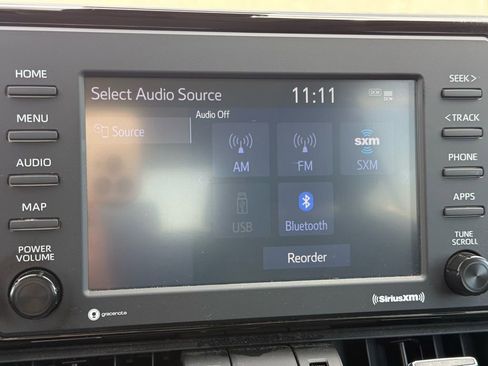 HOME
MENU
AUDIO
MAP
POWER
VOLUME
Select Audio Source
11:11
Audio Off
Source
AM
FM
sxm
SXM
USB
Bluetooth
Reorder
SEEK >
< TRACK
PHONE
APPS
TUNE
SCROLL
gracenote
((SiriusXM))